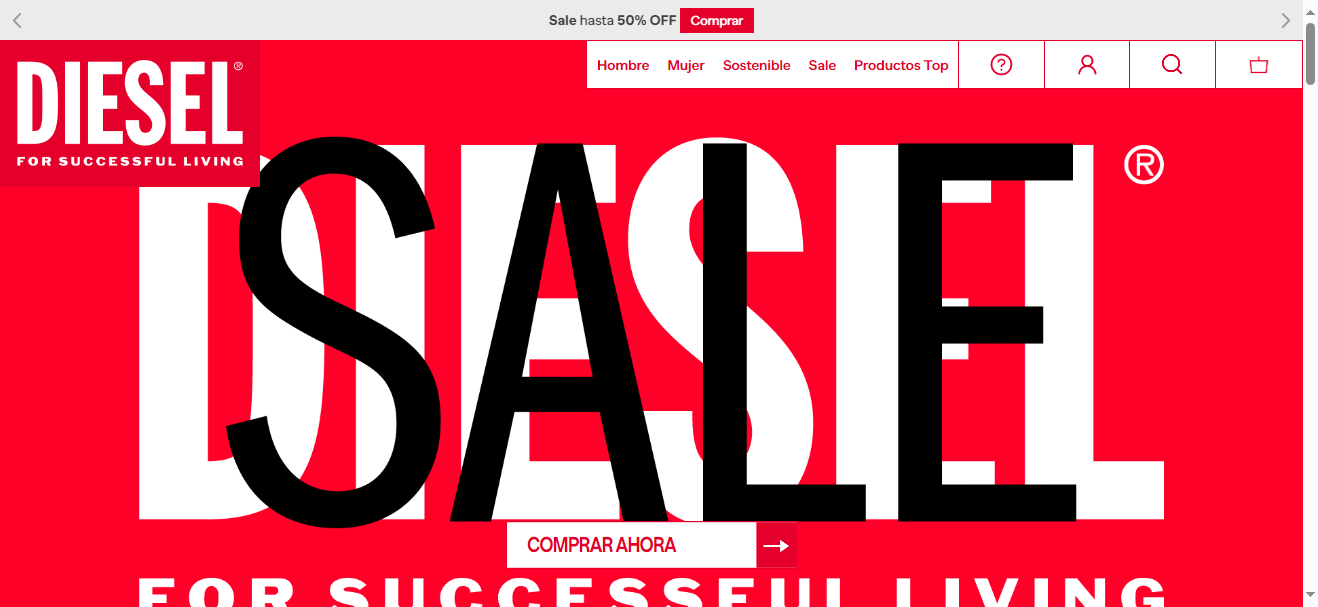 Sale hasta 50% OFF Comprar
DIESEL®
FOR SUCCESSFUL LIVING
Hombre Mujer Sostenible Sale Productos Top
DIESEL®
SALE
COMPRAR AHORA
FOR SUCCESSFUL LIVING